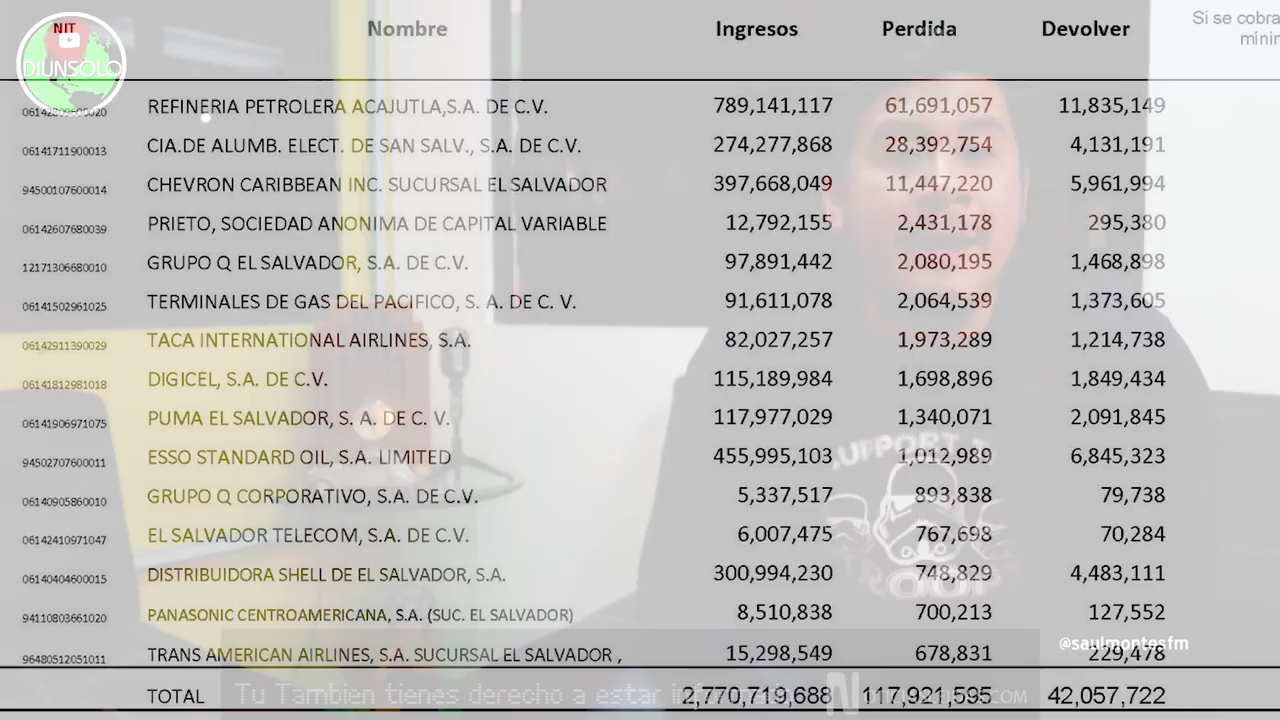 NIT Nombre Ingresos Perdida Devolver Si se cobra
mínir
DIUNSOLO
REFINERIA PETROLERA ACAJUTLA,S.A. DE C.V. 789,141,117 61,691,057 11,835,149
06141711900013 CIA.DE ALUMB. ELECT. DE SAN SALV., S.A. DE C.V. 274,277,868 28,392,754 4,131,191
94500107600014 CHEVRON CARIBBEAN INC. SUCURSAL EL SALVADOR 397,668,049 11,447,220 5,961,994
06142607680039 PRIETO, SOCIEDAD ANONIMA DE CAPITAL VARIABLE 12,792,155 2,431,178 295,380
12171306680010 GRUPO Q EL SALVADOR, S.A. DE C.V. 97,891,442 2,080,195 1,468,898
06141502961025 TERMINALES DE GAS DEL PACIFICO, S. A. DE C. V. 91,611,078 2,064,539 1,373,605
06142911390029 TACA INTERNATIONAL AIRLINES, S.A. 82,027,257 1,973,289 1,214,738
06141812981018 DIGICEL, S.A. DE C.V. 115,189,984 1,698,896 1,849,434
06141906971075 PUMA EL SALVADOR, S. A. DE C. V. 117,977,029 1,340,071 2,091,845
94502707600011 ESSO STANDARD OIL, S.A. LIMITED 455,995,103 1,012,989 6,845,323
06140905860010 GRUPO Q CORPORATIVO, S.A. DE C.V. 5,337,517 893,838 79,738
06142410971047 EL SALVADOR TELECOM, S.A. DE C.V. 6,007,475 767,698 70,284
06140404600015 DISTRIBUIDORA SHELL DE EL SALVADOR, S.A. 300,994,230 748,829 4,483,111
94110803661020 PANASONIC CENTROAMERICANA, S.A. (SUC. EL SALVADOR) 8,510,838 700,213 127,552
96480512051011 TRANS AMERICAN AIRLINES, S.A. SUCURSAL EL SALVADOR , 15,298,549 678,831 229,478
TOTAL 2,770,719,688 117,921,595 42,057,722
SUPPORT
TROOP
@saulmontesfm
Tu Tambien tienes derecho a estar